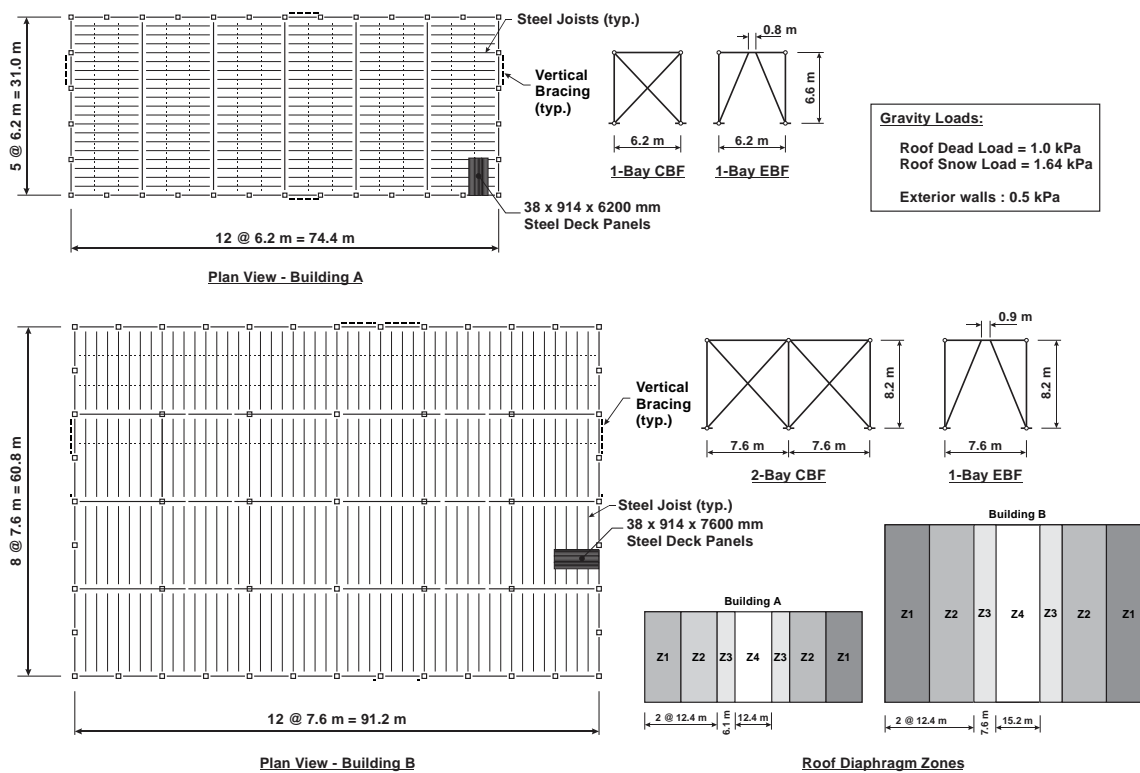 Steel Joists (typ.)
5 @ 6.2 m = 31.0 m
Vertical
Bracing
(typ.)
38 x 914 x 6200 mm
Steel Deck Panels
12 @ 6.2 m = 74.4 m
Plan View - Building A
0.8 m
6.6 m
6.2 m
6.2 m
1-Bay CBF
1-Bay EBF
Gravity Loads:
Roof Dead Load = 1.0 kPa
Roof Snow Load = 1.64 kPa
Exterior walls : 0.5 kPa
8 @ 7.6 m = 60.8 m
Vertical
Bracing
(typ.)
Steel Joist (typ.)
38 x 914 x 7600 mm
Steel Deck Panels
12 @ 7.6 m = 91.2 m
Plan View - Building B
0.9 m
8.2 m
8.2 m
7.6 m
7.6 m
7.6 m
2-Bay CBF
1-Bay EBF
Building A
Z1
Z2
Z3
Z4
Z3
Z2
Z1
2 @ 12.4 m
6.1 m
12.4 m
Building B
Z1
Z2
Z3
Z4
Z3
Z2
Z1
2 @ 12.4 m
7.6 m
15.2 m
Roof Diaphragm Zones